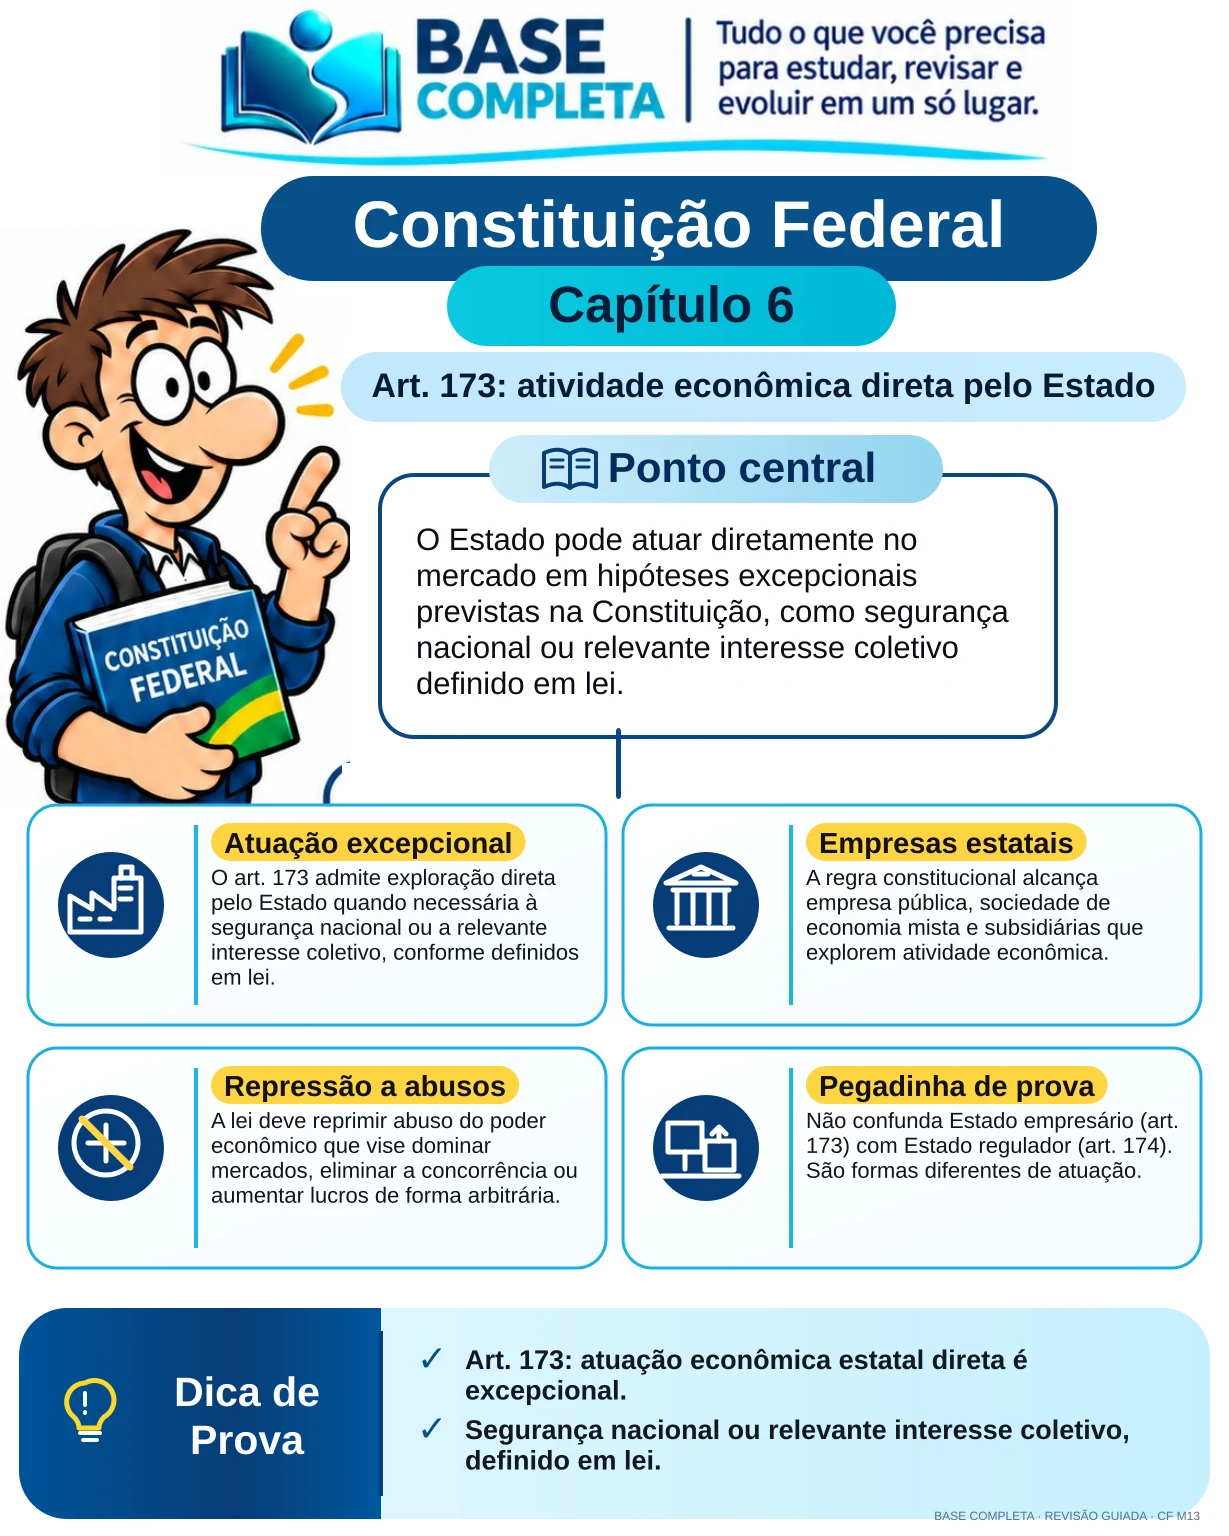 BASE
COMPLETA
Tudo o que você precisa
para estudar, revisar e
evoluir em um só lugar.
Constituição Federal
Capítulo 6
Art. 173: atividade econômica direta pelo Estado
Ponto central
O Estado pode atuar diretamente no
mercado em hipóteses excepcionais
previstas na Constituição, como segurança
nacional ou relevante interesse coletivo
definido em lei.
CONSTITUIÇÃO
FEDERAL
Atuação excepcional
O art. 173 admite exploração direta
pelo Estado quando necessária à
segurança nacional ou a relevante
interesse coletivo, conforme definidos
em lei.
Empresas estatais
A regra constitucional alcança
empresa pública, sociedade de
economia mista e subsidiárias que
explorem atividade econômica.
Repressão a abusos
A lei deve reprimir abuso do poder
econômico que vise dominar
mercados, eliminar a concorrência ou
aumentar lucros de forma arbitrária.
Pegadinha de prova
Não confunda Estado empresário (art.
173) com Estado regulador (art. 174).
São formas diferentes de atuação.
Dica de
Prova
✓ Art. 173: atuação econômica estatal direta é
excepcional.
✓ Segurança nacional ou relevante interesse coletivo,
definido em lei.
BASE COMPLETA · REVISÃO GUIADA · CF M13